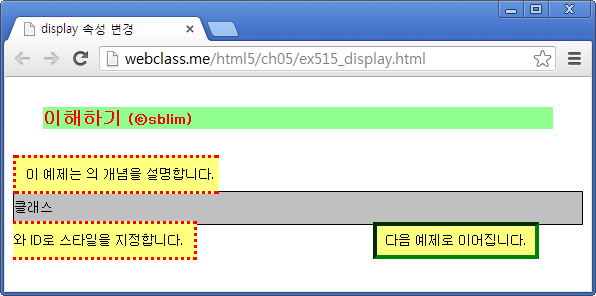 display 속성 변경
webclass.me/html5/ch05/ex515_display.html
이해하기 (©sblim)
이 예제는 의 개념을 설명합니다.
클래스
와 ID로 스타일을 지정합니다.
다음 예제로 이어집니다.